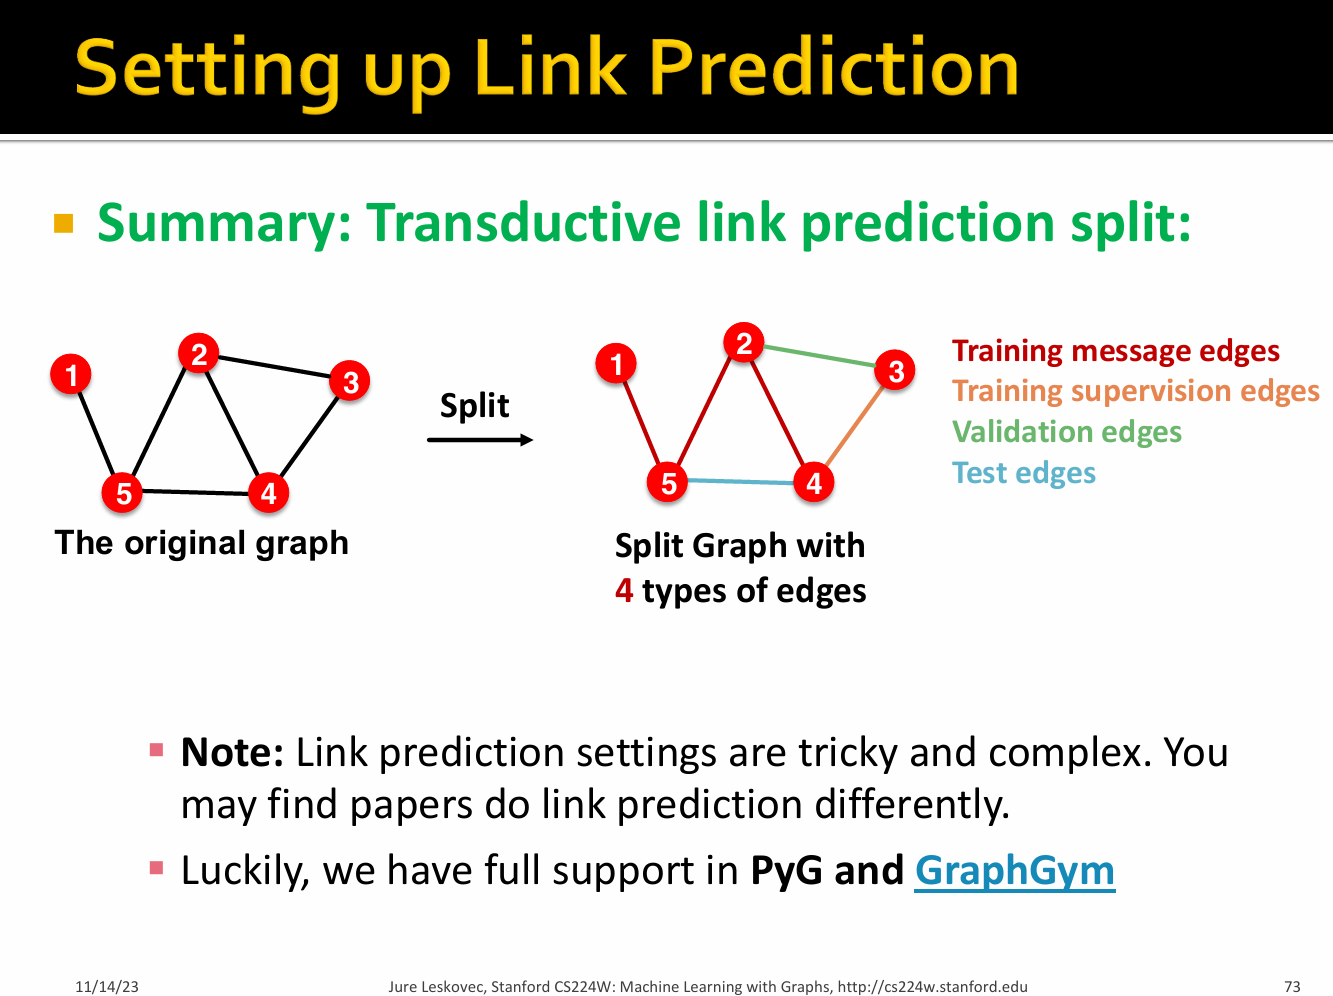 Setting up Link Prediction
Summary: Transductive link prediction split:
1
2
3
5
4
The original graph
Split
1
2
3
5
4
Split Graph with
4 types of edges
Training message edges
Training supervision edges
Validation edges
Test edges
Note: Link prediction settings are tricky and complex. You
may find papers do link prediction differently.
Luckily, we have full support in PyG and GraphGym
11/14/23
Jure Leskovec, Stanford CS224W: Machine Learning with Graphs, http://cs224w.stanford.edu
73